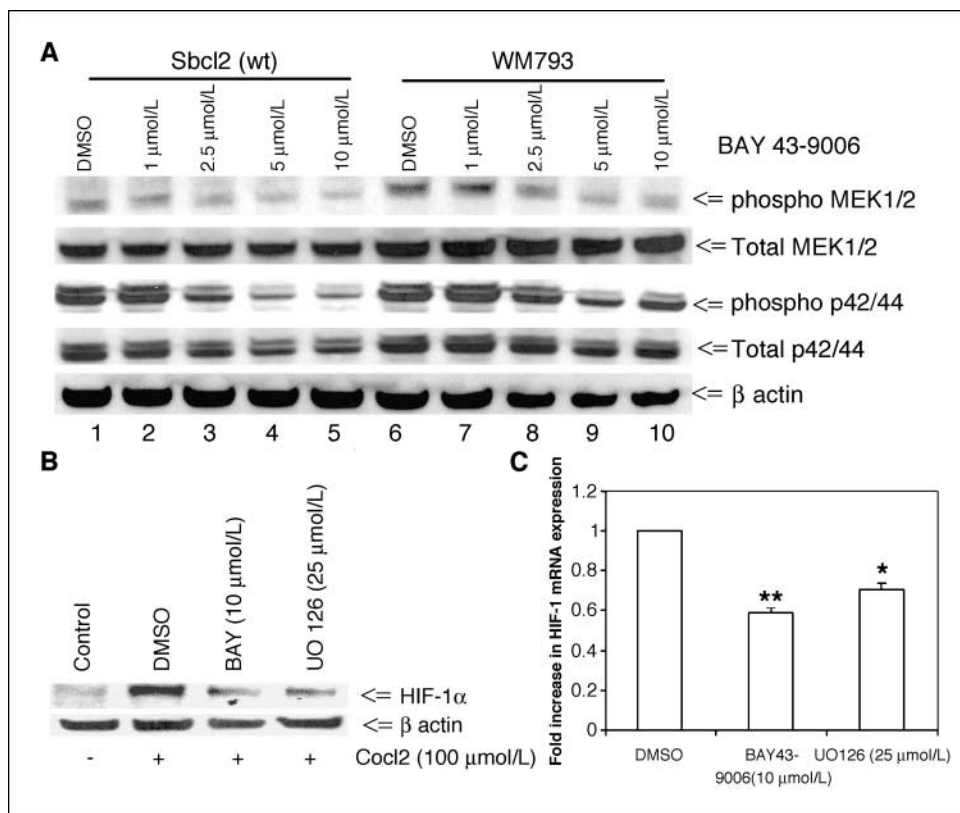 A
Sbcl2 (wt) WM793
DMSO 1 μmol/L 2.5 μmol/L 5 μmol/L 10 μmol/L DMSO 1 μmol/L 2.5 μmol/L 5 μmol/L 10 μmol/L
BAY 43-9006
<= phospho MEK1/2
<= Total MEK1/2
<= phospho p42/44
<= Total p42/44
<= β actin
1 2 3 4 5 6 7 8 9 10
B
Control DMSO BAY (10 μmol/L) UO 126 (25 μmol/L)
<= HIF-1α
<= β actin
- + + + Cocl2 (100 μmol/L)
C
Fold increase in HIF-1 mRNA expression
1.2
1
0.8
0.6
0.4
0.2
0
** *
DMSO BAY43- UO126 (25 μmol/L)
9006(10 μmol/L)